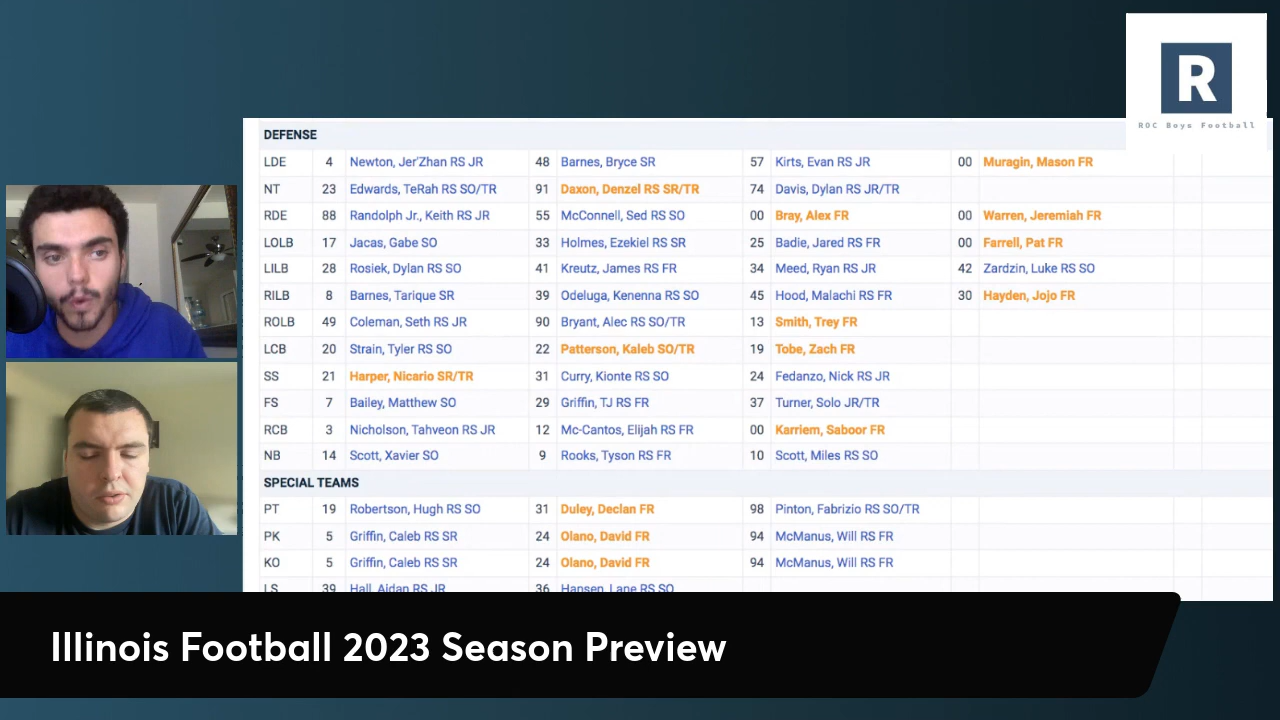 R
ROC Boys Football
DEFENSE
LDE 4 Newton, Jer'Zhan RS JR 48 Barnes, Bryce SR 57 Kirts, Evan RS JR 00 Muragin, Mason FR
NT 23 Edwards, TeRah RS SO/TR 91 Daxon, Denzel RS SR/TR 74 Davis, Dylan RS JR/TR
RDE 88 Randolph Jr., Keith RS JR 55 McConnell, Sed RS SO 00 Bray, Alex FR 00 Warren, Jeremiah FR
LOLB 17 Jacas, Gabe SO 33 Holmes, Ezekiel RS SR 25 Badie, Jared RS FR 00 Farrell, Pat FR
LILB 28 Rosiek, Dylan RS SO 41 Kreutz, James RS FR 34 Meed, Ryan RS JR 42 Zardzin, Luke RS SO
RILB 8 Barnes, Tarique SR 39 Odeluga, Kenenna RS SO 45 Hood, Malachi RS FR 30 Hayden, Jojo FR
ROLB 49 Coleman, Seth RS JR 90 Bryant, Alec RS SO/TR 13 Smith, Trey FR
LCB 20 Strain, Tyler RS SO 22 Patterson, Kaleb SO/TR 19 Tobe, Zach FR
SS 21 Harper, Nicario SR/TR 31 Curry, Kionte RS SO 24 Fedanzo, Nick RS JR
FS 7 Bailey, Matthew SO 29 Griffin, TJ RS FR 37 Turner, Solo JR/TR
RCB 3 Nicholson, Tahveon RS JR 12 Mc-Cantos, Elijah RS FR 00 Karriem, Saboor FR
NB 14 Scott, Xavier SO 9 Rooks, Tyson RS FR 10 Scott, Miles RS SO
SPECIAL TEAMS
PT 19 Robertson, Hugh RS SO 31 Duley, Declan FR 98 Pinton, Fabrizio RS SO/TR
PK 5 Griffin, Caleb RS SR 24 Olano, David FR 94 McManus, Will RS FR
KO 5 Griffin, Caleb RS SR 24 Olano, David FR 94 McManus, Will RS FR
LS 39 Hall, Aidan RS JR 36 Hansen, Lane RS SO
Illinois Football 2023 Season Preview